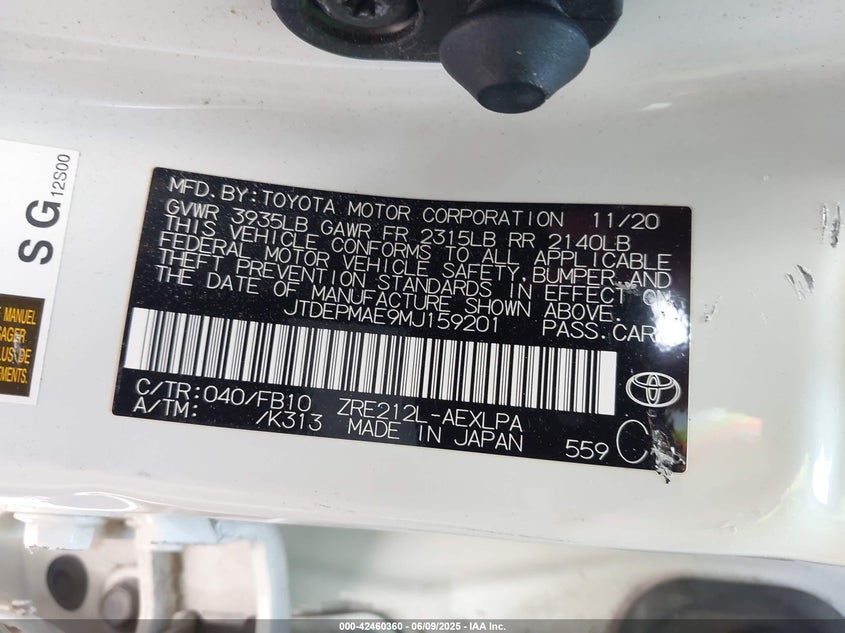 MFD. BY: TOYOTA MOTOR CORPORATION 11/20
GVWR 3935LB GAWR FR 2315LB RR 2140LB
THIS VEHICLE CONFORMS TO ALL APPLICABLE
FEDERAL MOTOR VEHICLE SAFETY, BUMPER, AND
THEFT PREVENTION STANDARDS IN EFFECT ON
THE DATE OF MANUFACTURE SHOWN ABOVE.
JTDEPMAE9MJ159201 PASS. CAR
C/TR: 040/FB10 ZRE212L-AEXLPA
A/TM: /K313 MADE IN JAPAN 559 C
SG 12S00
MANUEL
DE
000-42460360 - 06/09/2025 - IAA Inc.